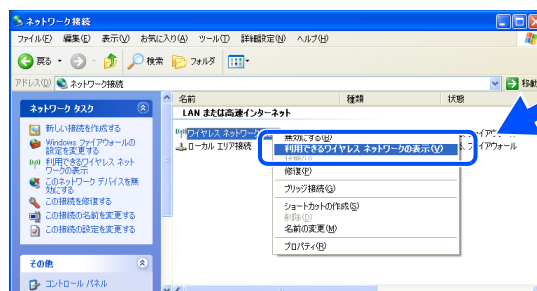 ネットワーク接続
ファイル(F) 編集(E) 表示(V) お気に入り(A) ツール(T) 詳細設定(N) ヘルプ(H)
戻る 検索 フォルダ
アドレス(D) ネットワーク接続 移動
名前 種類 状態
ネットワーク タスク
LAN または高速インターネット
新しい接続を作成する
Windows ファイアウォールの
設定を変更する
利用できるワイヤレス ネット
ワークの表示
このネットワーク デバイスを無
効にする
この接続を修復する
この接続の名前を変更する
この接続の設定を変更する
その他
コントロール パネル
ワイヤレス ネットワーク
ローカル エリア接続
無効にする(B)
利用できるワイヤレス ネットワークの表示(V)
状態(U)
修復(P)
ブリッジ接続(G)
ショートカットの作成(S)
削除(D)
名前の変更(M)
プロパティ(R)
ファイアウォール